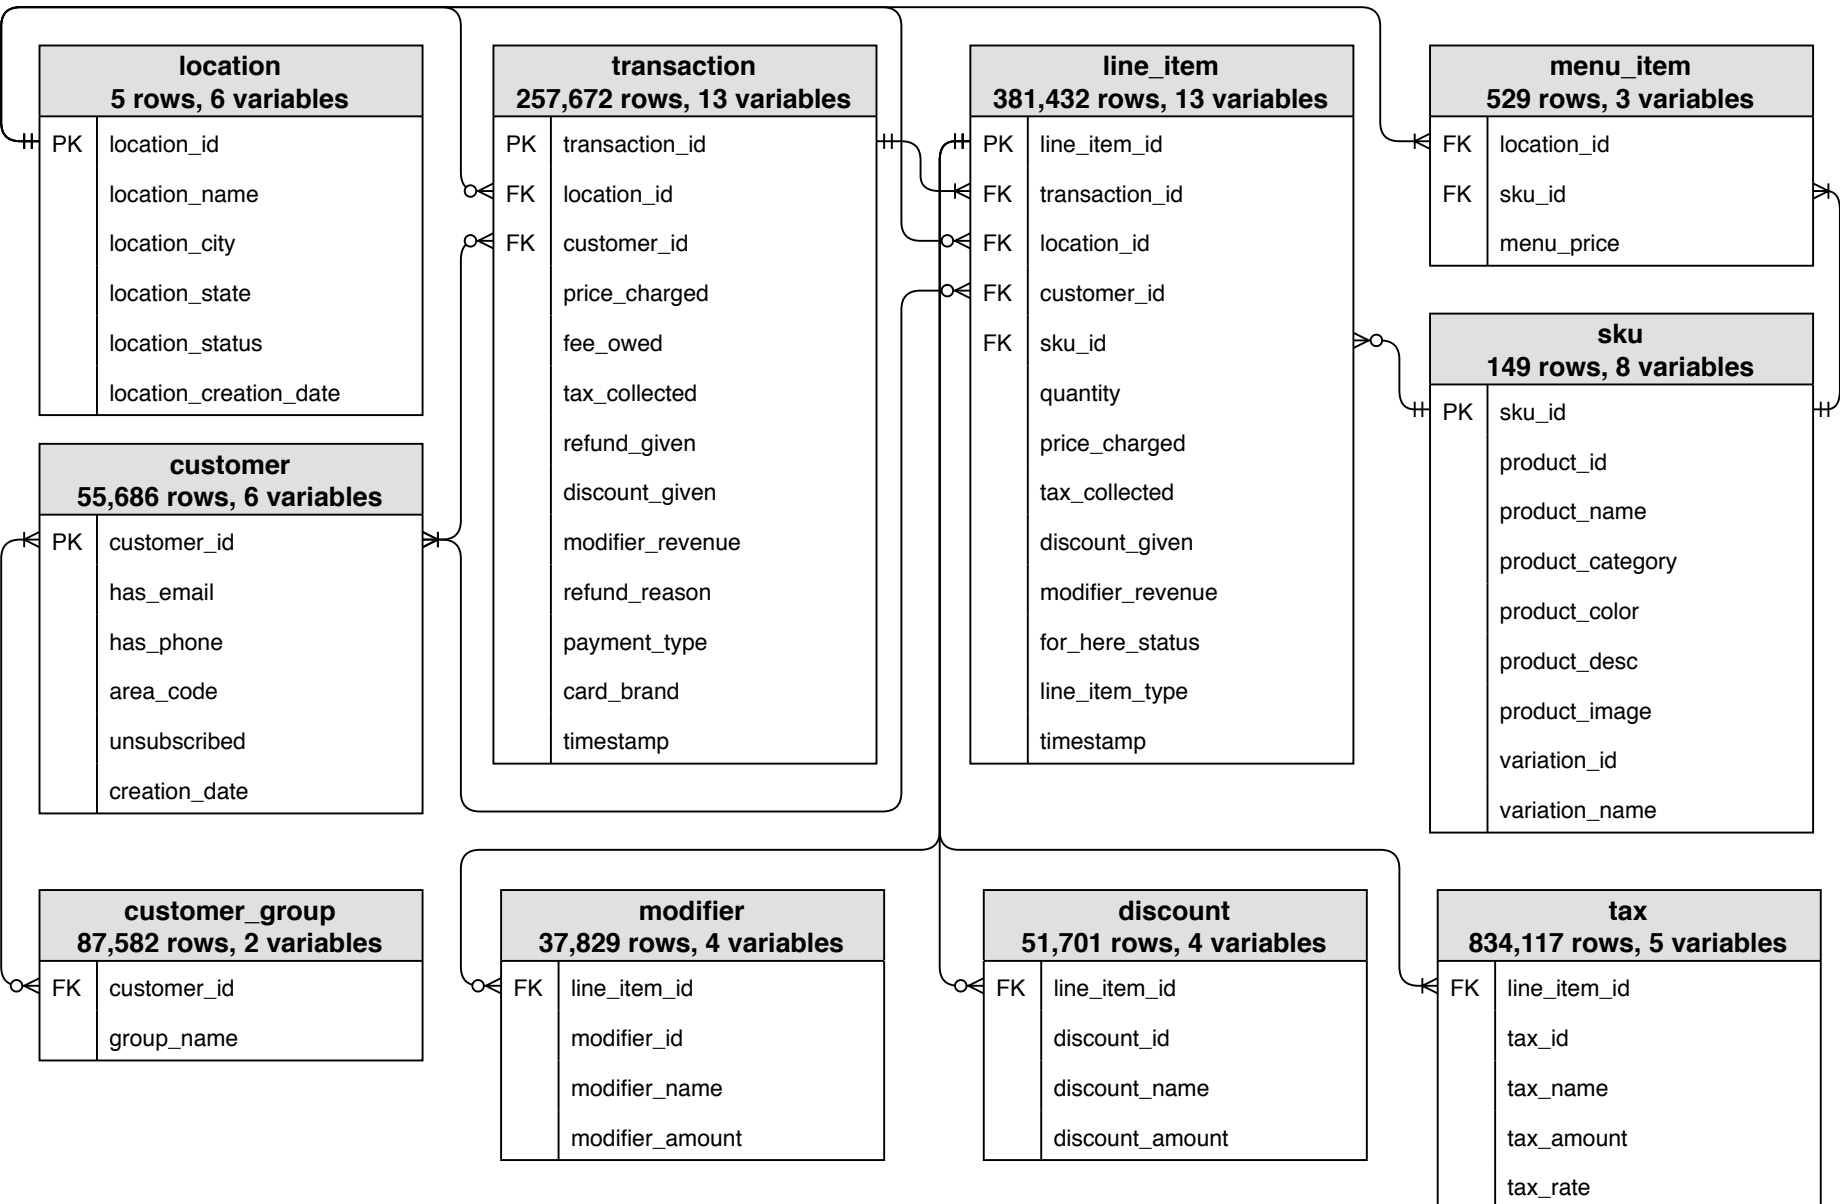 location
5 rows, 6 variables
PK location_id
location_name
location_city
location_state
location_status
location_creation_date
transaction
257,672 rows, 13 variables
PK transaction_id
FK location_id
FK customer_id
price_charged
fee_owed
tax_collected
refund_given
discount_given
modifier_revenue
refund_reason
payment_type
card_brand
timestamp
line_item
381,432 rows, 13 variables
PK line_item_id
FK transaction_id
FK location_id
FK customer_id
FK sku_id
quantity
price_charged
tax_collected
discount_given
modifier_revenue
for_here_status
line_item_type
timestamp
menu_item
529 rows, 3 variables
FK location_id
FK sku_id
menu_price
sku
149 rows, 8 variables
PK sku_id
product_id
product_name
product_category
product_color
product_desc
product_image
variation_id
variation_name
customer
55,686 rows, 6 variables
PK customer_id
has_email
has_phone
area_code
unsubscribed
creation_date
customer_group
87,582 rows, 2 variables
FK customer_id
group_name
modifier
37,829 rows, 4 variables
FK line_item_id
modifier_id
modifier_name
modifier_amount
discount
51,701 rows, 4 variables
FK line_item_id
discount_id
discount_name
discount_amount
tax
834,117 rows, 5 variables
FK line_item_id
tax_id
tax_name
tax_amount
tax_rate